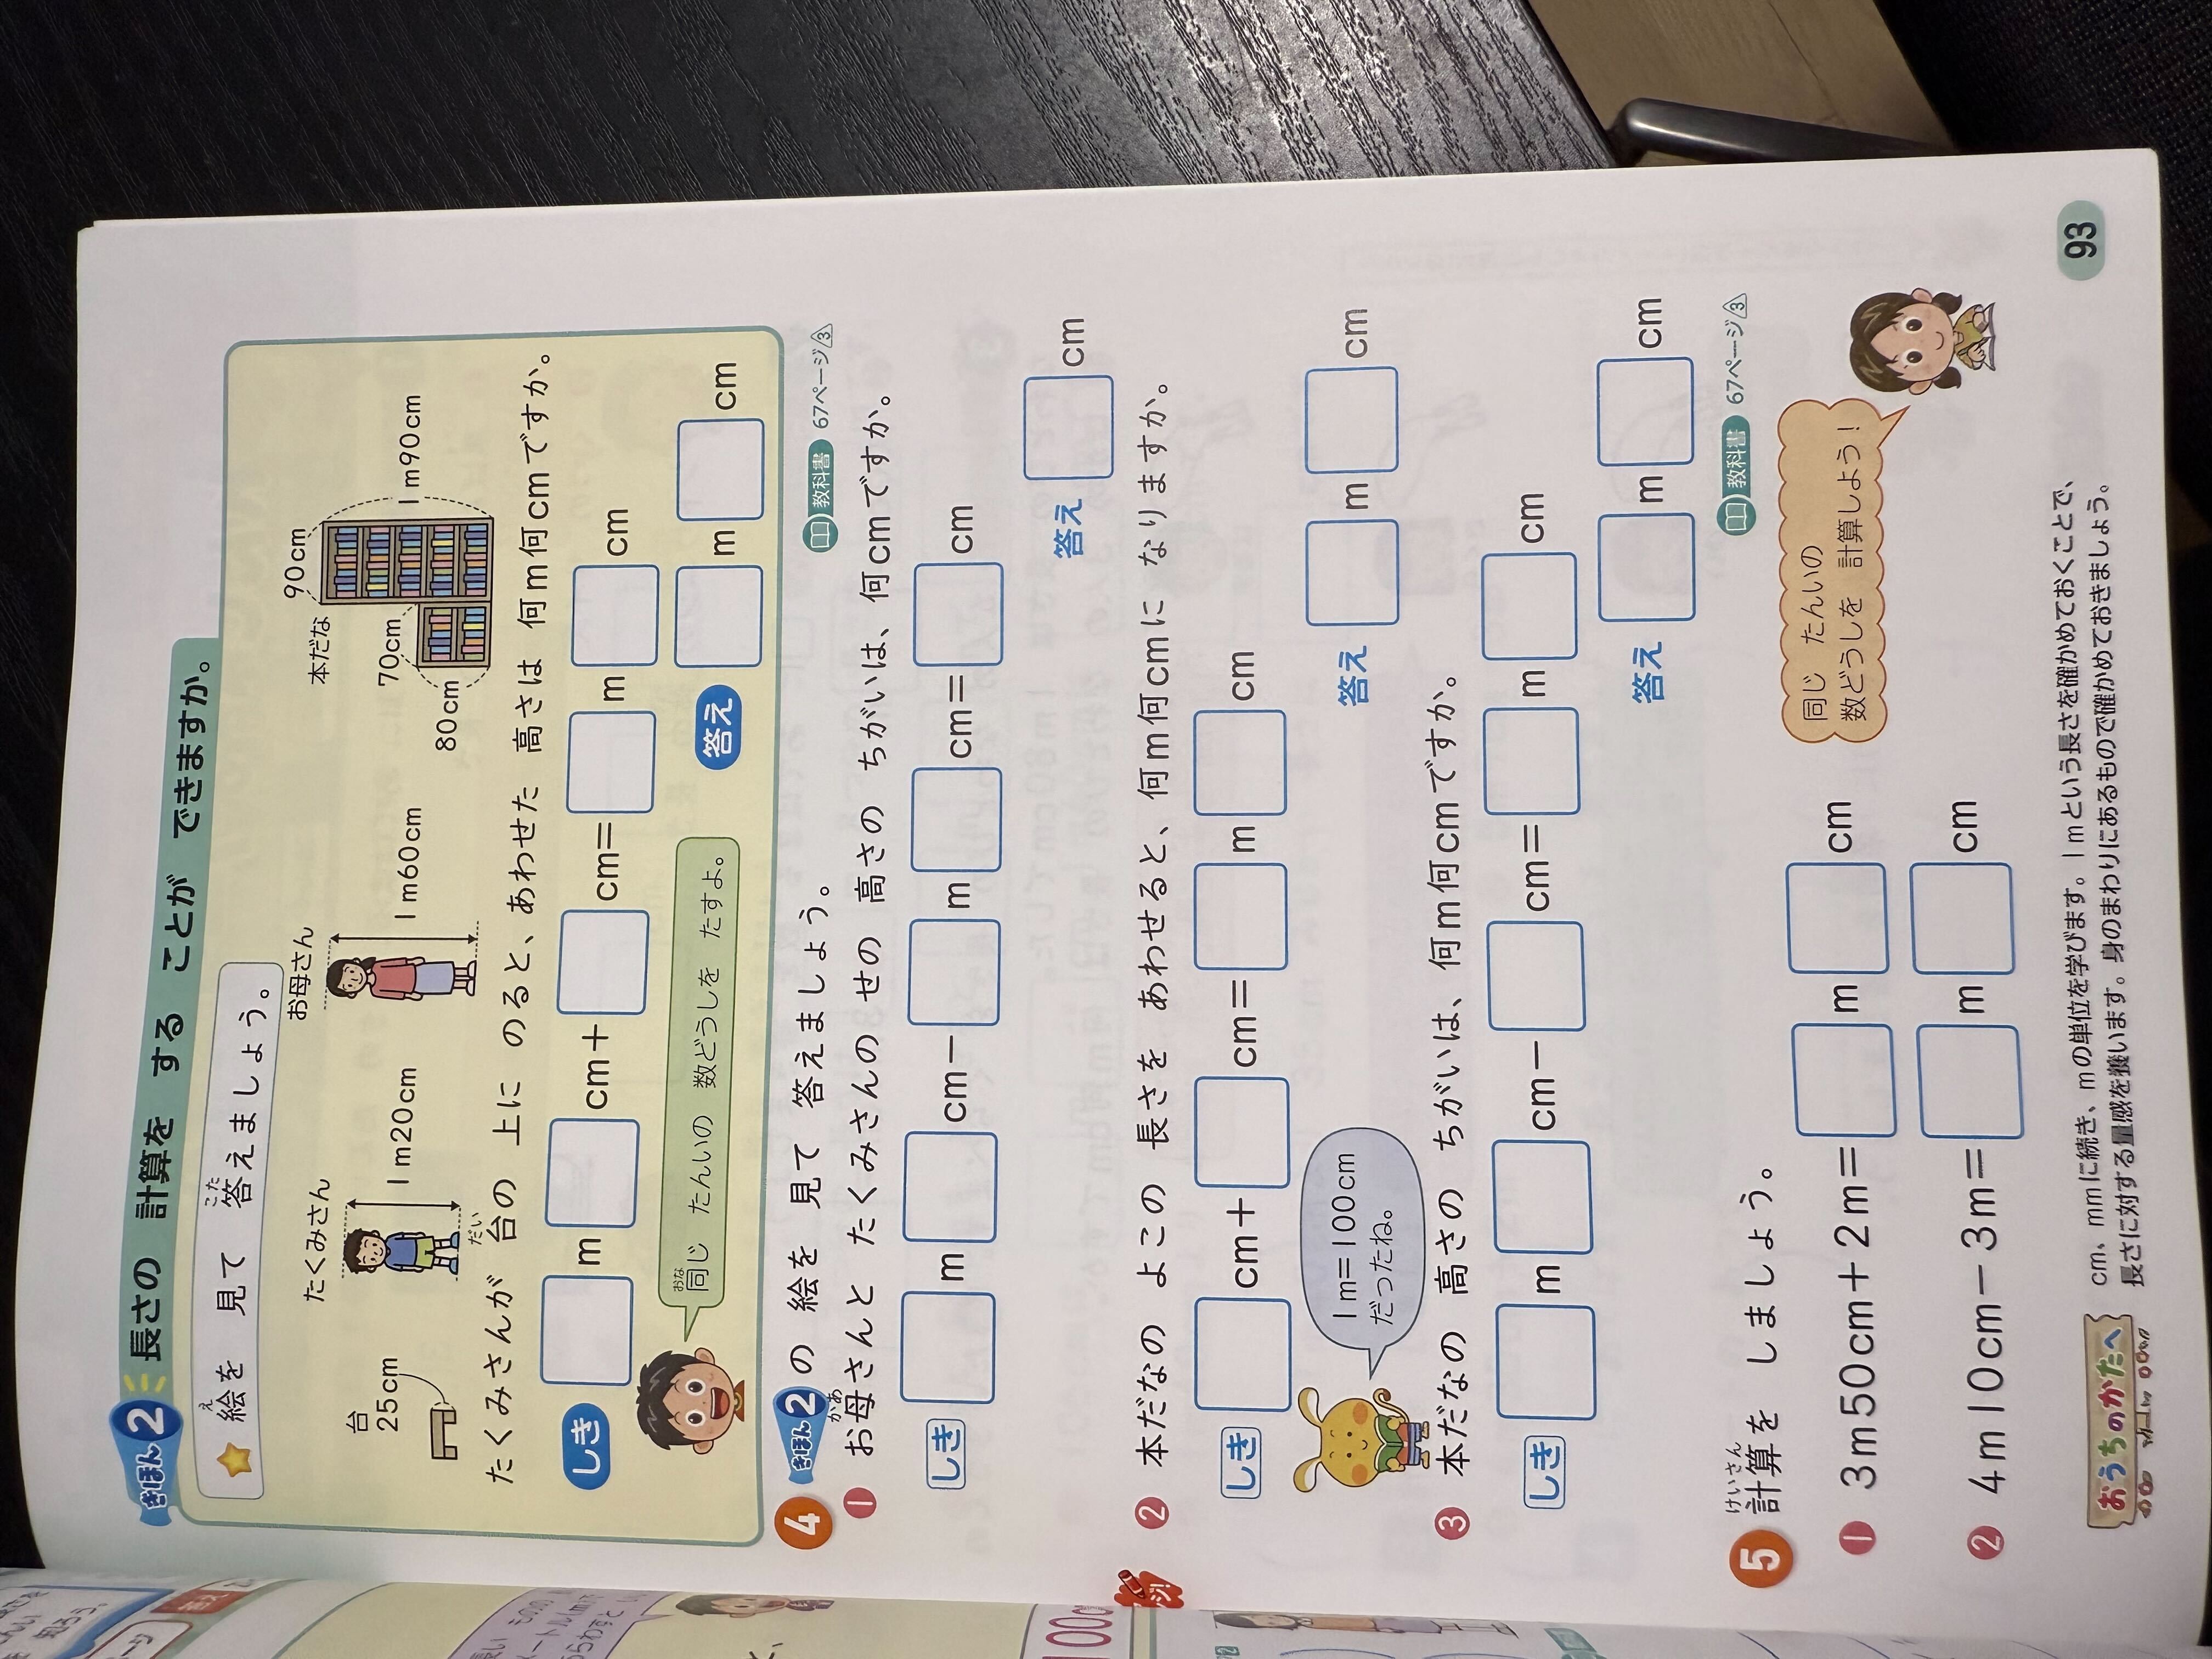 きほん2 長さの 計算を する ことが できますか。
絵を 見て 答えましょう。
え こた
台
25cm
たくみさん
1m20cm
お母さん
1m60cm
本だな
90cm
70cm
80cm
1m90cm
たくみさんが 台の 上に のると、あわせた 高さは 何m何cmですか。
だい
しき □m□cm+□cm=□m□cm
同じ たんいの 数どうしを たすよ。
おな
答え □m□cm
教科書 67ページ3
4 きほん2の 絵を 見て 答えましょう。
1 お母さんと たくみさんの せの 高さの ちがいは、何cmですか。
かあ
しき □m□cm−□m□cm=□cm
答え □cm
2 本だなの よこの 長さを あわせると、何m何cmに なりますか。
しき □cm+□cm=□m□cm
1m=100cm
だったね。
答え □m□cm
3 本だなの 高さの ちがいは、何m何cmですか。
しき □m□cm−□cm=□m□cm
答え □m□cm
教科書 67ページ3
5 計算を しましょう。
けいさん
1 3m50cm+2m=□m□cm
2 4m10cm−3m=□m□cm
同じ たんいの
数どうしを 計算しよう!
おうちのかたへ
cm、mmに続き、mの単位を学びます。1mという長さを確かめておくことで、
長さに対する量感を養います。身のまわりにあるもので確かめておきましょう。
93